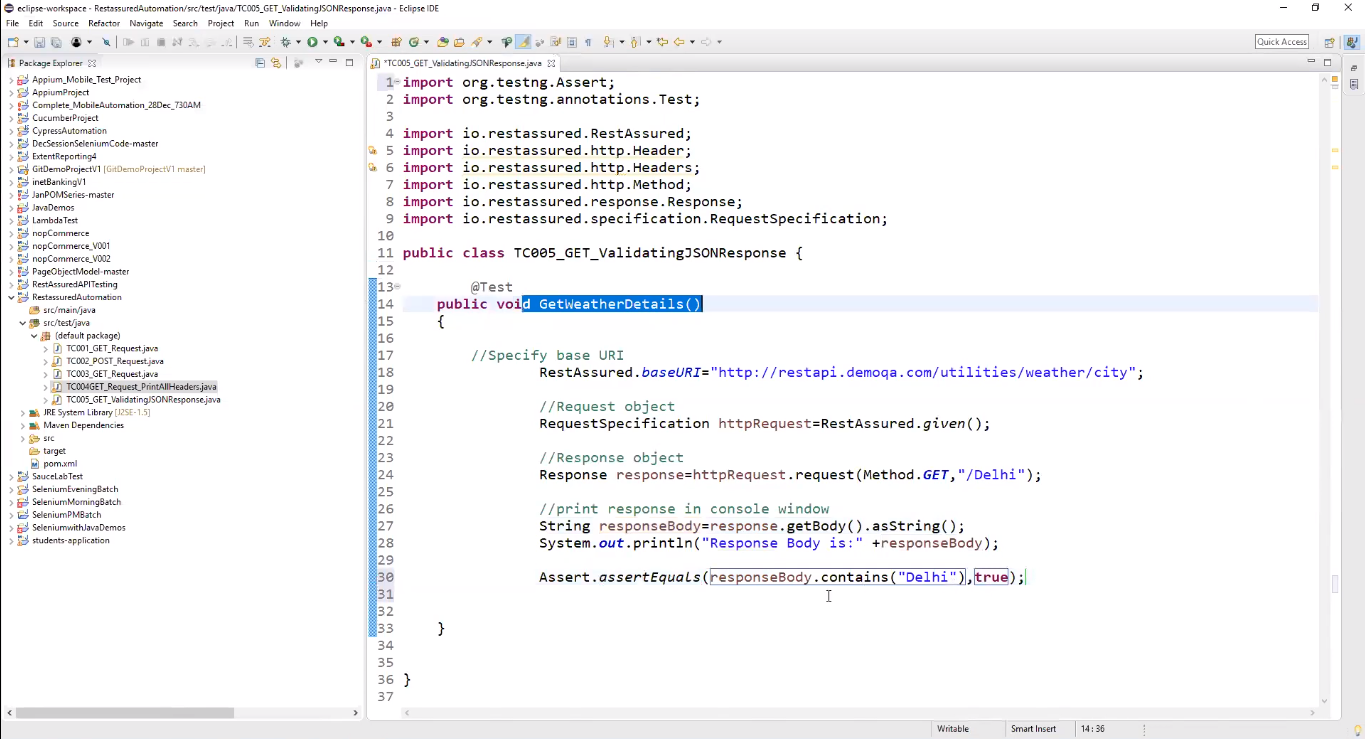 eclipse-workspace - RestassuredAutomation/src/test/java/TC005_GET_ValidatingJSONResponse.java - Eclipse IDE
File Edit Source Refactor Navigate Search Project Run Window Help
Quick Access
Package Explorer
Appium_Mobile_Test_Project
AppiumProject
Complete_MobileAutomation_28Dec_730AM
CucumberProject
CypressAutomation
DecSessionSeleniumCode-master
ExtentReporting4
GitDemoProjectV1 [GitDemoProjectV1 master]
inetBankingV1
JanPOMSeries-master
JavaDemos
LambdaTest
nopCommerce
nopCommerce_V001
nopCommerce_V002
PageObjectModel-master
RestAssuredAPITesting
RestassuredAutomation
src/main/java
src/test/java
(default package)
TC001_GET_Request.java
TC002_POST_Request.java
TC003_GET_Request.java
TC004GET_Request_PrintAllHeaders.java
TC005_GET_ValidatingJSONResponse.java
JRE System Library [J2SE-1.5]
Maven Dependencies
src
target
pom.xml
SauceLabTest
SeleniumEveningBatch
SeleniumMorningBatch
SeleniumPMBatch
SeleniumwithJavaDemos
students-application
*TC005_GET_ValidatingJSONResponse.java
1 import org.testng.Assert;
2 import org.testng.annotations.Test;
3
4 import io.restassured.RestAssured;
5 import io.restassured.http.Header;
6 import io.restassured.http.Headers;
7 import io.restassured.http.Method;
8 import io.restassured.response.Response;
9 import io.restassured.specification.RequestSpecification;
10
11 public class TC005_GET_ValidatingJSONResponse {
12
13 @Test
14 public void GetWeatherDetails()
15 {
16
17 //Specify base URI
18 RestAssured.baseURI="http://restapi.demoqa.com/utilities/weather/city";
19
20 //Request object
21 RequestSpecification httpRequest=RestAssured.given();
22
23 //Response object
24 Response response=httpRequest.request(Method.GET,"/Delhi");
25
26 //print response in console window
27 String responseBody=response.getBody().asString();
28 System.out.println("Response Body is:" +responseBody);
29
30 Assert.assertEquals(responseBody.contains("Delhi"),true);
31
32
33 }
34
35
36 }
37
Writable Smart Insert 14:36